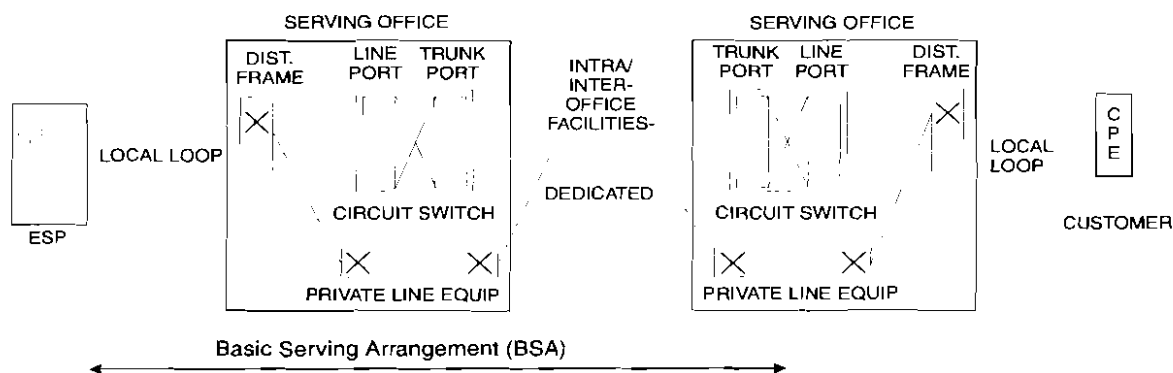 SERVING OFFICE
DIST.
FRAME
LINE
PORT
TRUNK
PORT
LOCAL LOOP
CIRCUIT SWITCH
ESP
PRIVATE LINE EQUIP
INTRA/
INTER-
OFFICE
FACILITIES-
DEDICATED
SERVING OFFICE
TRUNK
PORT
LINE
PORT
DIST.
FRAME
CIRCUIT SWITCH
PRIVATE LINE EQUIP
LOCAL
LOOP
C
P
E
CUSTOMER
Basic Serving Arrangement (BSA)